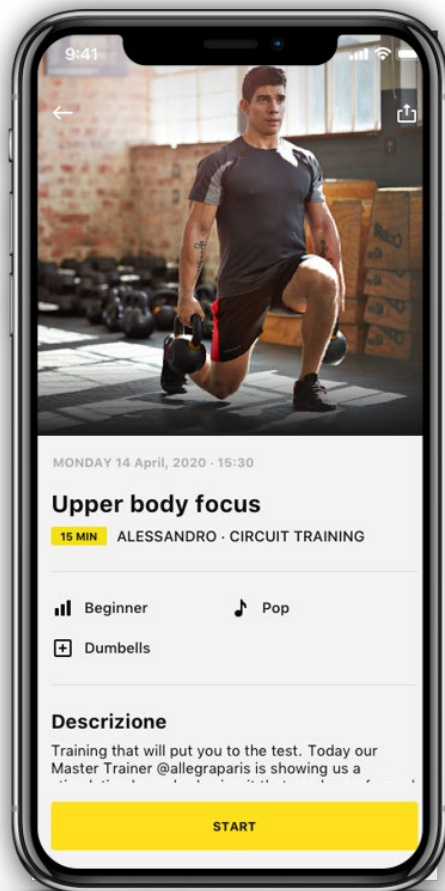 9:41
MONDAY 14 April, 2020 · 15:30
Upper body focus
15 MIN ALESSANDRO · CIRCUIT TRAINING
Beginner
Pop
Dumbells
Descrizione
Training that will put you to the test. Today our
Master Trainer @allegraparis is showing us a
START